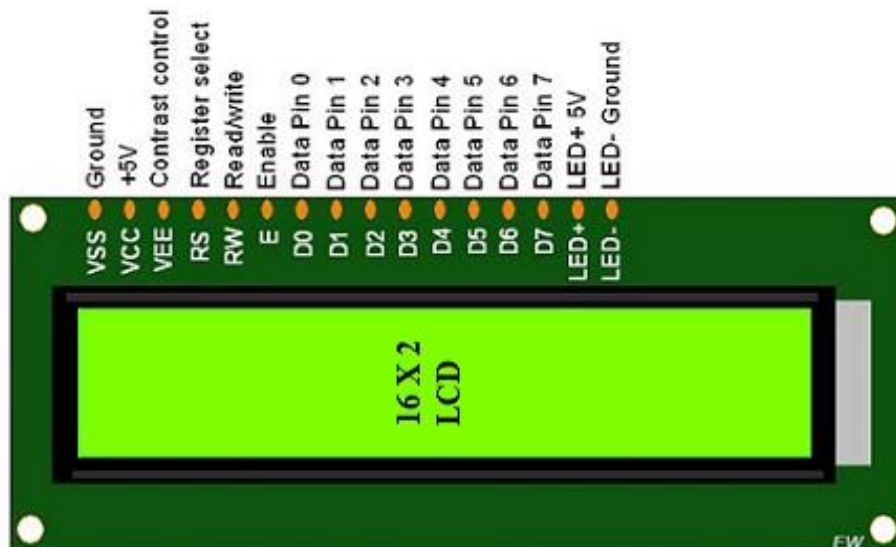 Ground
+5V
Contrast control
Register select
Read/write
Enable
Data Pin 0
Data Pin 1
Data Pin 2
Data Pin 3
Data Pin 4
Data Pin 5
Data Pin 6
Data Pin 7
LED+ 5V
LED- Ground
VSS
VCC
VEE
RS
RW
E
D0
D1
D2
D3
D4
D5
D6
D7
LED+
LED-
16 X 2
LCD
EW